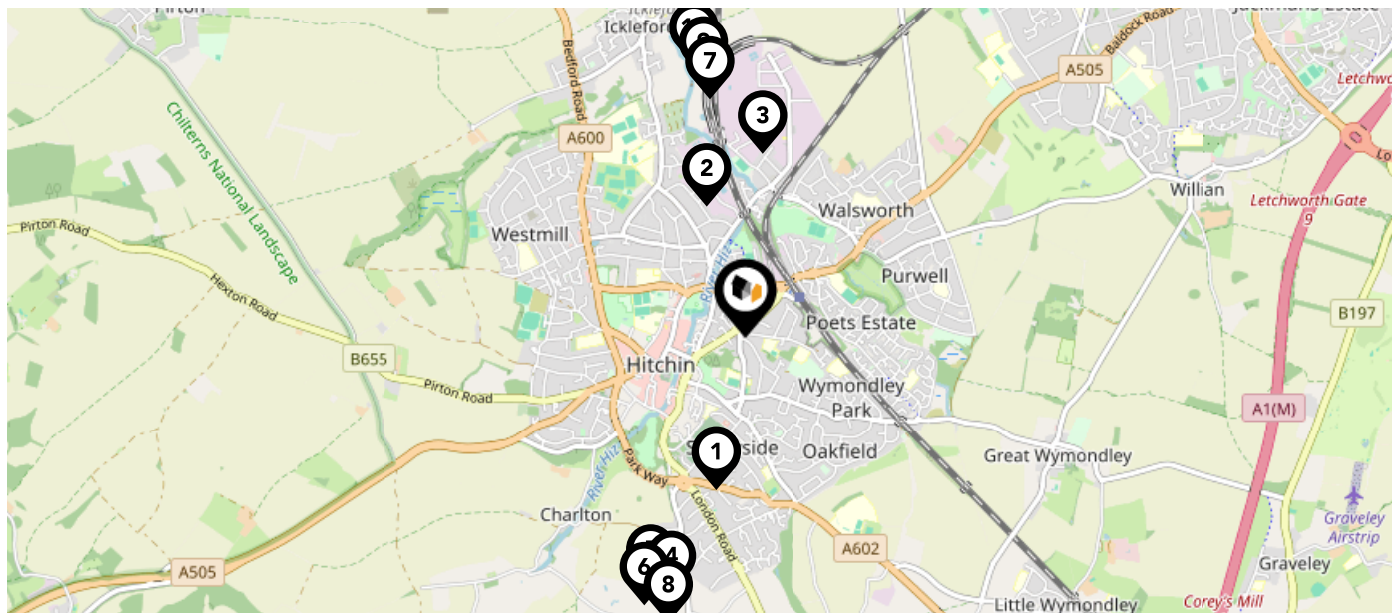 Pirton
Ickleford
Ickleford
Jackmans Estate
Bedford Road
Baldock Road
A505
Letchwo
7
3
A600
2
Chilterns National Landscape
Willian
Letchworth Gate
9
Walsworth
Pirton Road
Westmill
River Hiz
Purwell
Hexton Road
Poets Estate
B197
B655
Hitchin
Pirton Road
Wymondley
Park
A1(M)
1
side
Oakfield
Great Wymondley
River Hiz
Park Way
London Road
Charlton
Graveley
Airstrip
4
6
8
A602
A505
Graveley
Little Wymondley
Corey's Mill